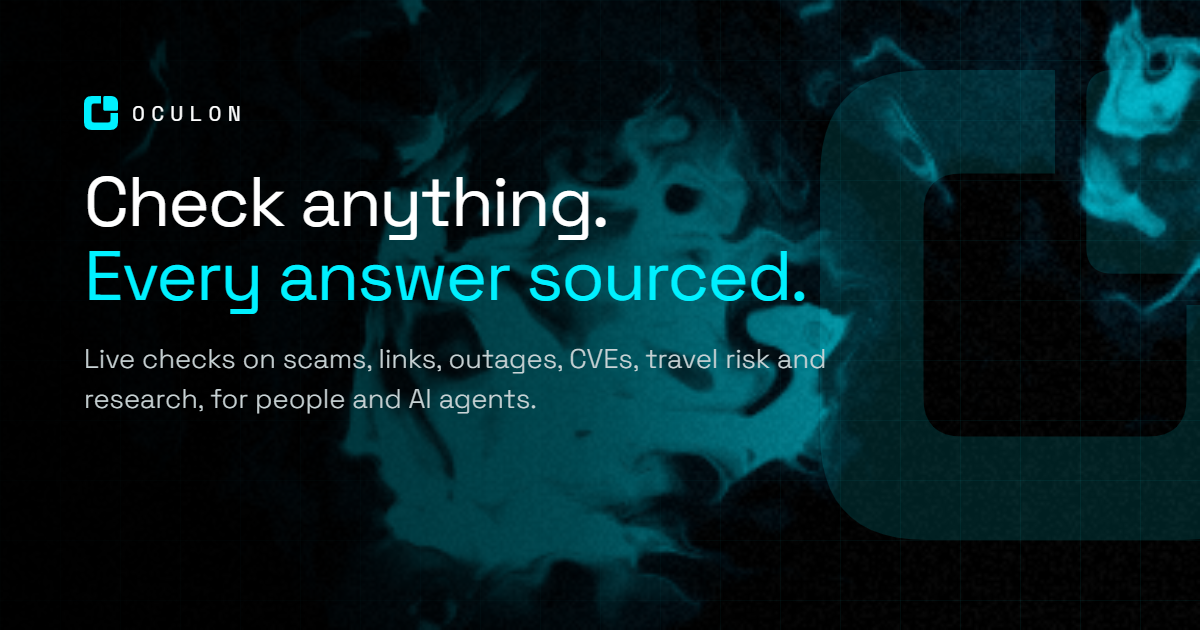 OCULON
Check anything.
Every answer sourced.
Live checks on scams, links, outages, CVEs, travel risk and
research, for people and AI agents.